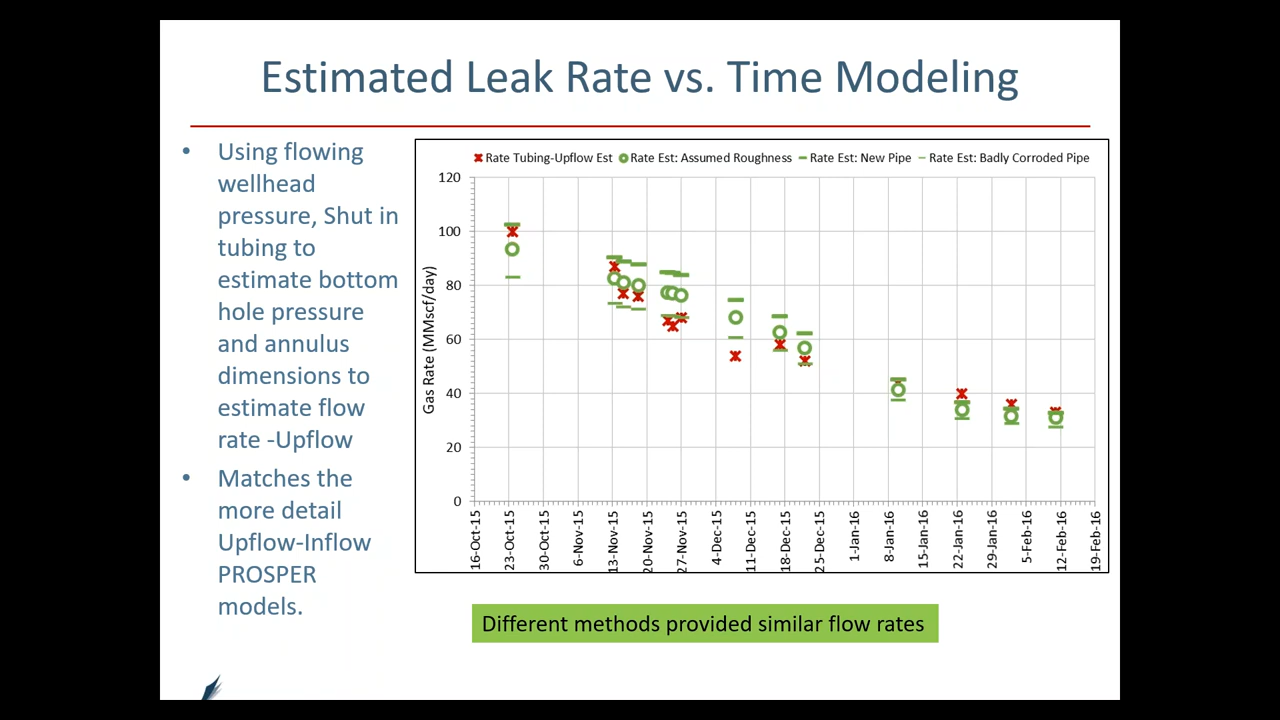 Estimated Leak Rate vs. Time Modeling
• Using flowing
wellhead
pressure, Shut in
tubing to
estimate bottom
hole pressure
and annulus
dimensions to
estimate flow
rate -Upflow
• Matches the
more detail
Upflow-Inflow
PROSPER
models.
Rate Tubing-Upflow Est Rate Est: Assumed Roughness Rate Est: New Pipe Rate Est: Badly Corroded Pipe
Gas Rate (MMscf/day)
120
100
80
60
40
20
0
16-Oct-15
23-Oct-15
30-Oct-15
6-Nov-15
13-Nov-15
20-Nov-15
27-Nov-15
4-Dec-15
11-Dec-15
18-Dec-15
25-Dec-15
1-Jan-16
8-Jan-16
15-Jan-16
22-Jan-16
29-Jan-16
5-Feb-16
12-Feb-16
19-Feb-16
Different methods provided similar flow rates